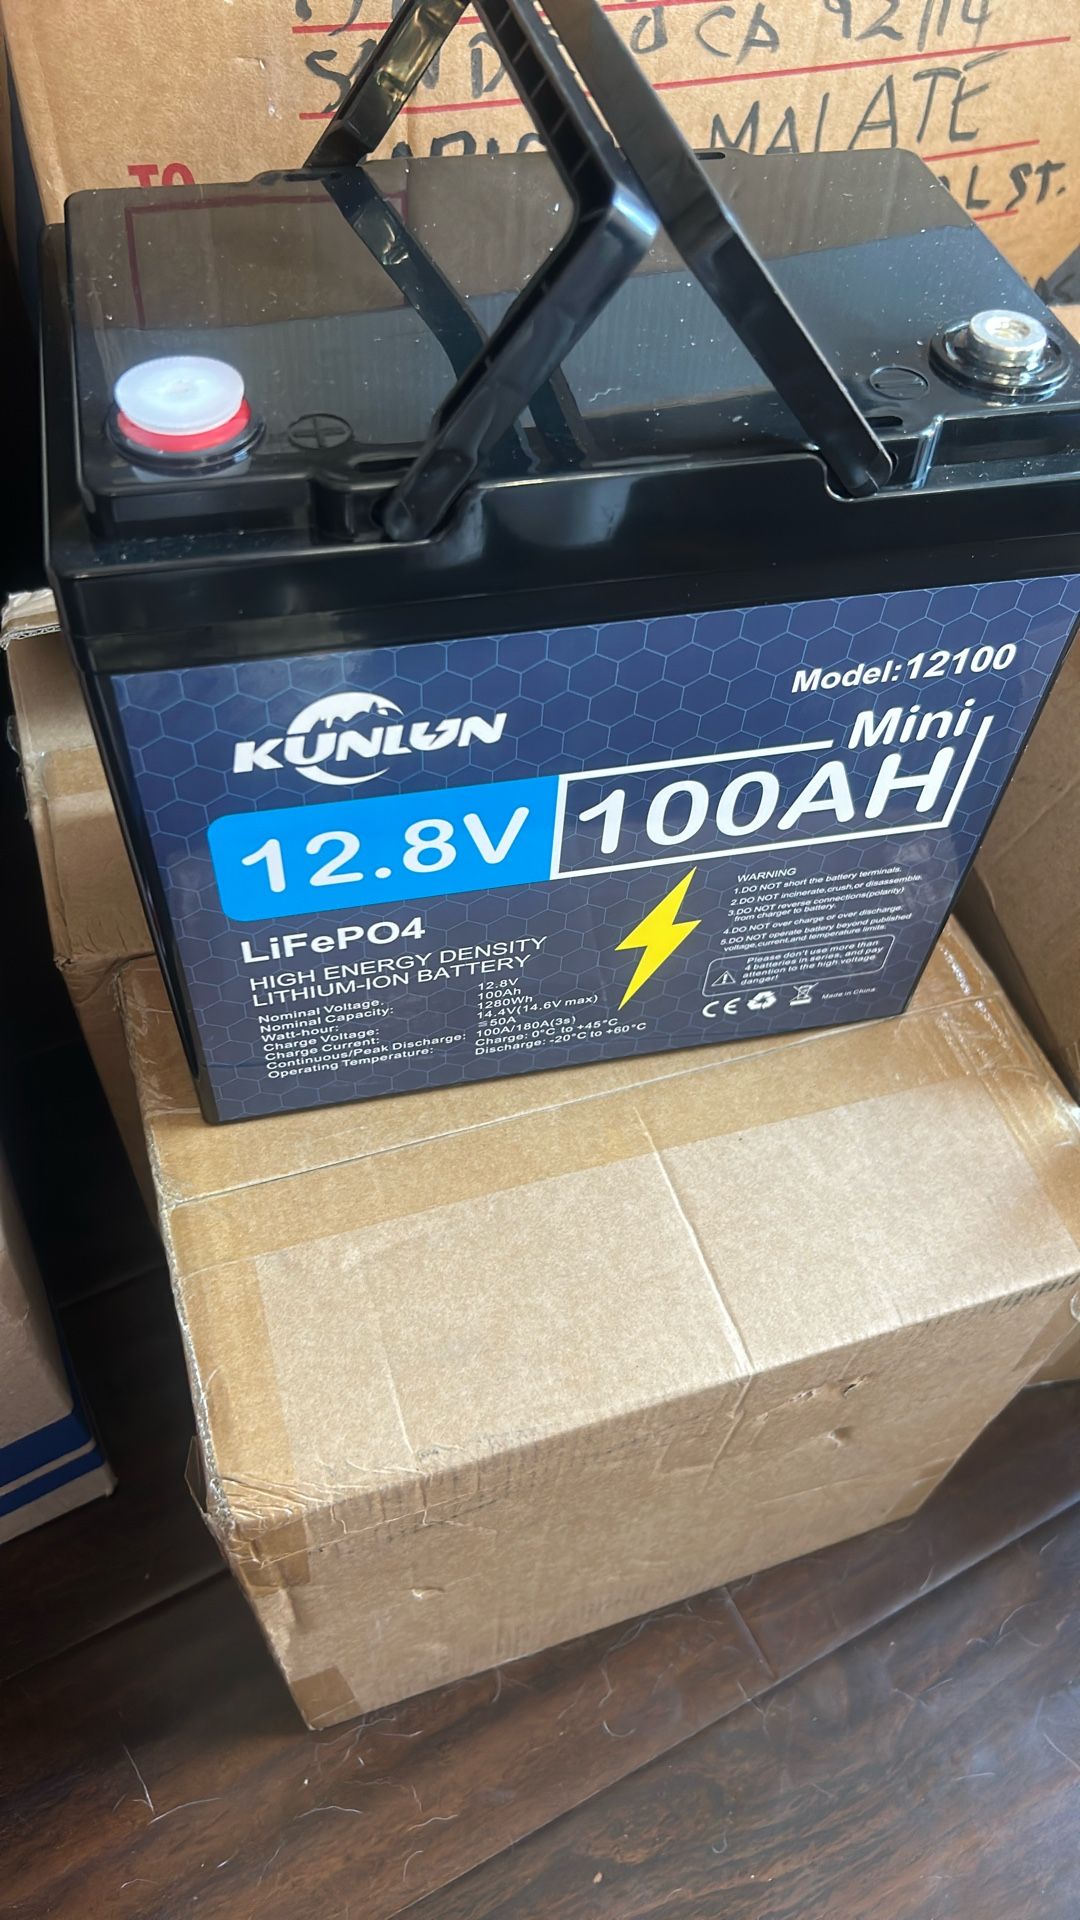 CA 92114
MALATE
ST.
TO
KUNLUN
Model:12100
Mini
12.8V
100AH
LiFePO4
HIGH ENERGY DENSITY
LITHIUM-ION BATTERY
Nominal Voltage. 12.8V
Nominal Capacity: 100Ah
Watt-hour: 1280Wh
Charge Voltage: 14.4V(14.6V max)
Charge Current: ≦50A
Continuous/Peak Discharge: 100A/180A(3s)
Operating Temperature: Charge: 0°C to +45°C
Discharge: -20°C to +60°C
WARNING
1.DO NOT short the battery terminals.
2.DO NOT incinerate,crush,or disassemble.
3.DO NOT reverse connections(polarity)
from charger to battery.
4.DO NOT over charge or over discharge.
5.DO NOT operate battery beyond published
voltage,current,and temperature limits.
Please don't use more than
4 batteries in series, and pay
attention to the high voltage
danger!
CE
Made in China